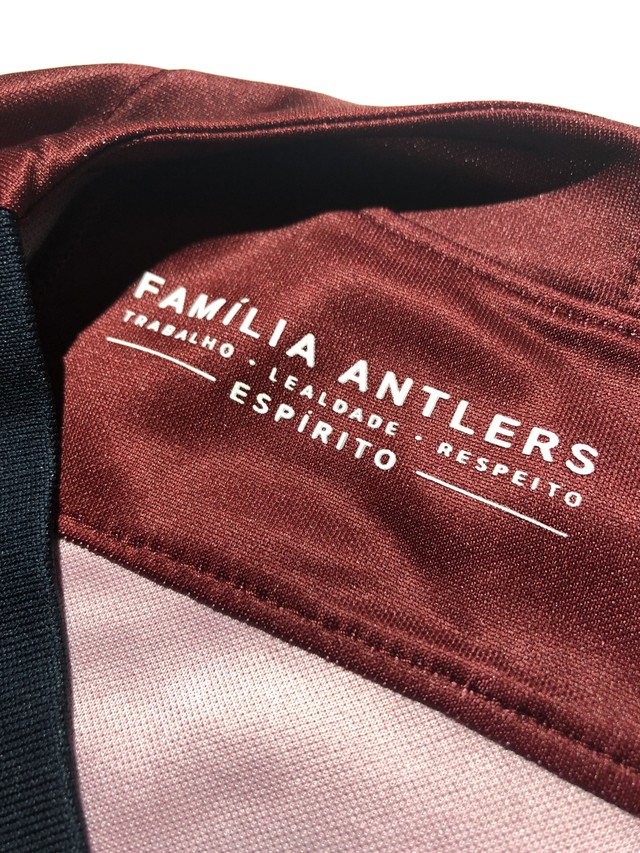 FAMÍLIA ANTLERS
TRABALHO · LEALDADE · RESPEITO
ESPÍRITO